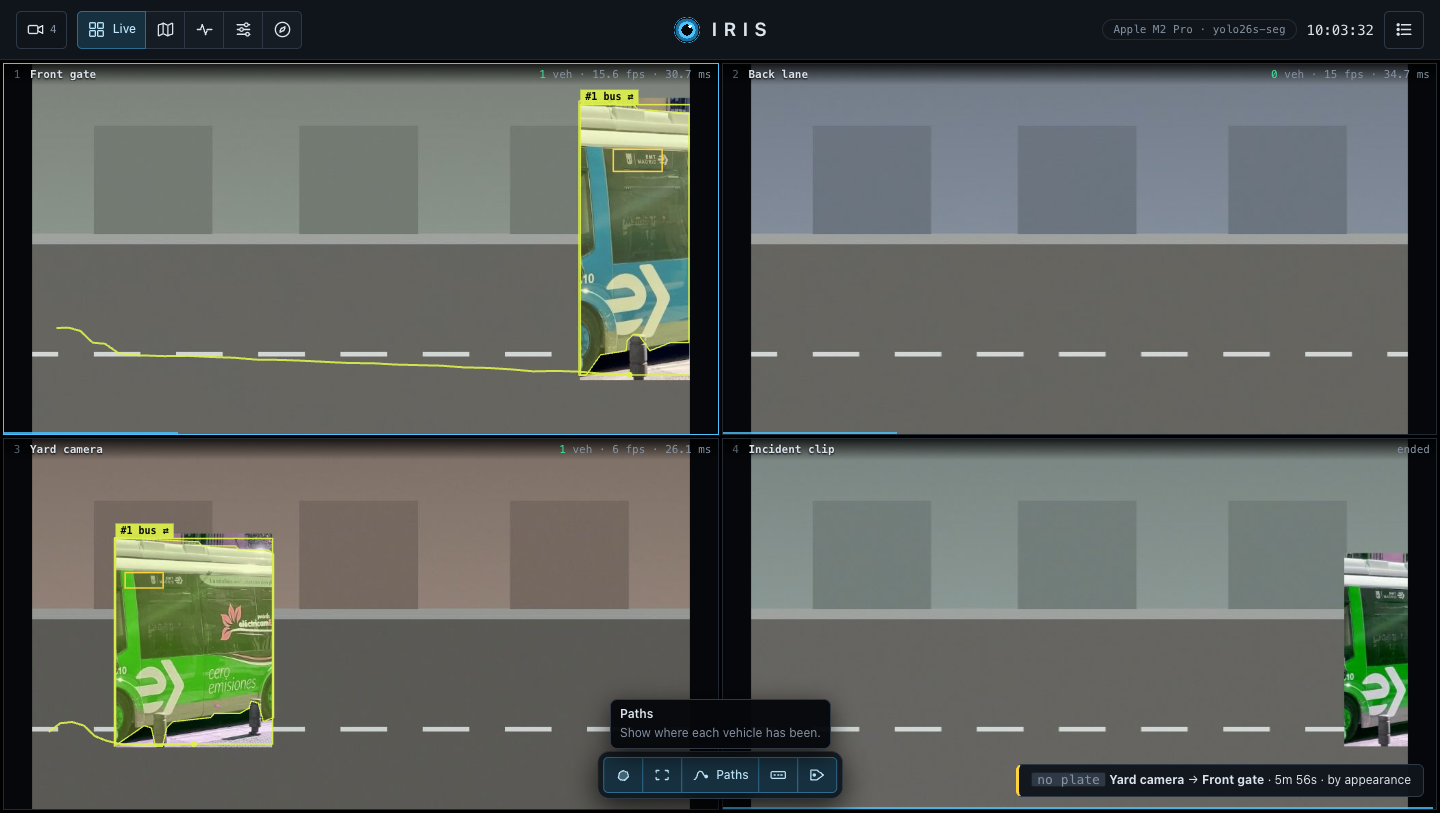 4
Live
IRIS
Apple M2 Pro · yolo26s-seg
10:03:32
1 Front gate
1 veh · 15.6 fps · 30.7 ms
2 Back lane
0 veh · 15 fps · 34.7 ms
#1 bus ⇄
10
3 Yard camera
1 veh · 6 fps · 26.1 ms
4 Incident clip
ended
#1 bus ⇄
10
cero
emisiones
10
Paths
Show where each vehicle has been.
Paths
no plate Yard camera → Front gate · 5m 56s · by appearance